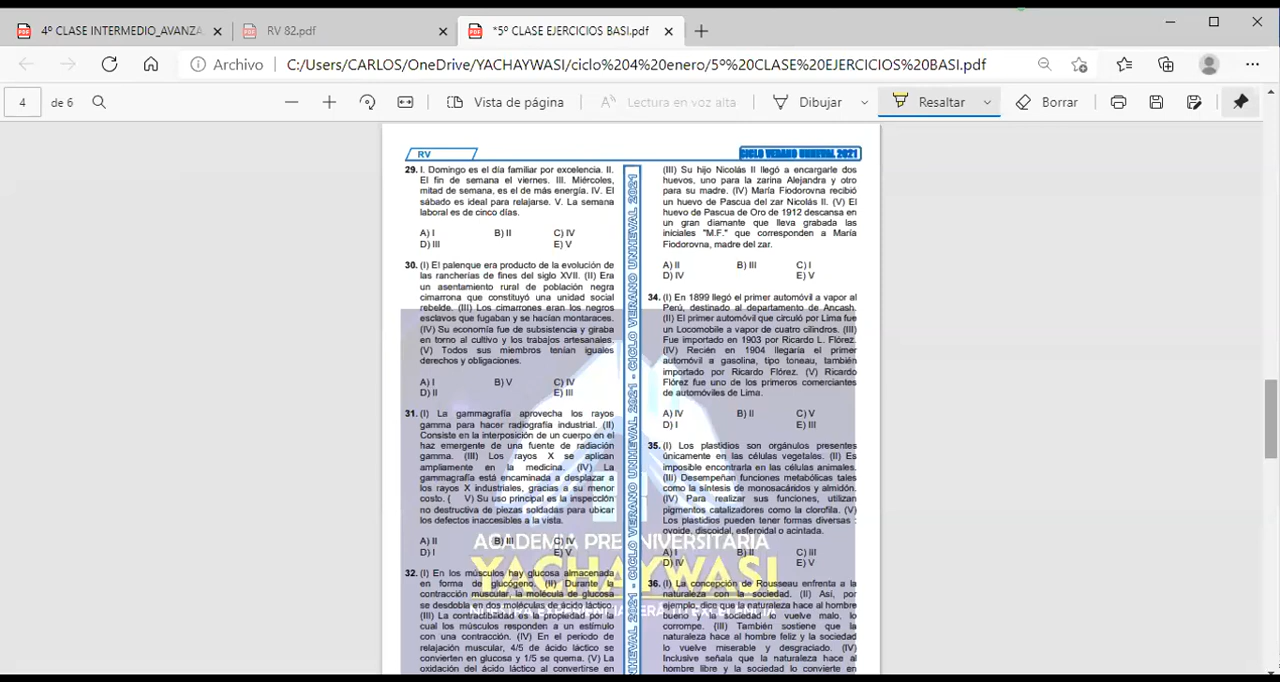 4º CLASE INTERMEDIO_AVANZA
RV 82.pdf
*5º CLASE EJERCICIOS BASI.pdf
Archivo
C:/Users/CARLOS/OneDrive/YACHAYWASI/ciclo%204%20enero/5º%20CLASE%20EJERCICIOS%20BASI.pdf
4
de 6
Vista de página
Lectura en voz alta
Dibujar
Resaltar
Borrar
RV
CICLO VERANO UNHEVAL 2021
29. I. Domingo es el día familiar por excelencia. II.
El fin de semana el viernes. III. Miércoles,
mitad de semana, es el de más energía. IV. El
sábado es ideal para relajarse. V. La semana
laboral es de cinco días.
A) I B) II C) IV
D) III E) V
30. (I) El palenque era producto de la evolución de
las rancherías de fines del siglo XVII. (II) Era
un asentamiento rural de población negra
cimarrona que constituyó una unidad social
rebelde. (III) Los cimarrones eran los negros
esclavos que fugaban y se hacían montaraces.
(IV) Su economía fue de subsistencia y giraba
en torno al cultivo y los trabajos artesanales.
(V) Todos sus miembros tenían iguales
derechos y obligaciones.
A) I B) V C) IV
D) II E) III
31. (I) La gammagrafía aprovecha los rayos
gamma para hacer radiografía industrial. (II)
Consiste en la interposición de un cuerpo en el
haz emergente de una fuente de radiación
gamma. (III) Los rayos X se aplican
ampliamente en la medicina. (IV) La
gammagrafía está encaminada a desplazar a
los rayos X industriales, gracias a su menor
costo. ( V) Su uso principal es la inspección
no destructiva de piezas soldadas para ubicar
los defectos inaccesibles a la vista.
A) II B) III C) IV
D) I E) V
32. (I) En los músculos hay glucosa almacenada
en forma de glucógeno. (II) Durante la
contracción muscular, la molécula de glucosa
se desdobla en dos moléculas de ácido láctico.
(III) La contractibilidad es la propiedad por la
cual los músculos responden a un estímulo
con una contracción. (IV) En el periodo de
relajación muscular, 4/5 de ácido láctico se
convierten en glucosa y 1/5 se quema. (V) La
oxidación del ácido láctico al convertirse en
CICLO VERANO UNHEVAL 2021 - CICLO VERANO UNHEVAL 2021 - CICLO VERANO UNHEVAL 2021
(III) Su hijo Nicolás II llegó a encargarle dos
huevos, uno para la zarina Alejandra y otro
para su madre. (IV) María Fiodorovna recibió
un huevo de Pascua del zar Nicolás II. (V) El
huevo de Pascua de Oro de 1912 descansa en
un gran diamante que lleva grabadas las
iniciales "M.F." que corresponden a María
Fiodorovna, madre del zar.
A) II B) III C) I
D) IV E) V
34. (I) En 1899 llegó el primer automóvil a vapor al
Perú, destinado al departamento de Ancash.
(II) El primer automóvil que circuló por Lima fue
un Locomobile a vapor de cuatro cilindros. (III)
Fue importado en 1903 por Ricardo L. Flórez.
(IV) Recién en 1904 llegaría el primer
automóvil a gasolina, tipo toneau, también
importado por Ricardo Flórez. (V) Ricardo
Flórez fue uno de los primeros comerciantes
de automóviles de Lima.
A) IV B) II C) V
D) I E) III
35. (I) Los plastidios son orgánulos presentes
únicamente en las células vegetales. (II) Es
imposible encontrarla en las células animales.
(III) Desempeñan funciones metabólicas tales
como la síntesis de monosacáridos y almidón.
(IV) Para realizar sus funciones, utilizan
pigmentos catalizadores como la clorofila. (V)
Los plastidios pueden tener formas diversas :
ovoide, discoidal, esferoidal o acintada.
A) I B) II C) III
D) IV E) V
36. (I) La concepción de Rousseau enfrenta a la
naturaleza con la sociedad. (II) Así, por
ejemplo, dice que la naturaleza hace al hombre
bueno y la sociedad lo vuelve malo, lo
corrompe. (III) También sostiene que la
naturaleza hace al hombre feliz y la sociedad
lo vuelve miserable y desgraciado. (IV)
Inclusive señala que la naturaleza hace al
hombre libre y la sociedad lo convierte en
ACADEMIA PREUNIVERSITARIA
YACHAYWASI